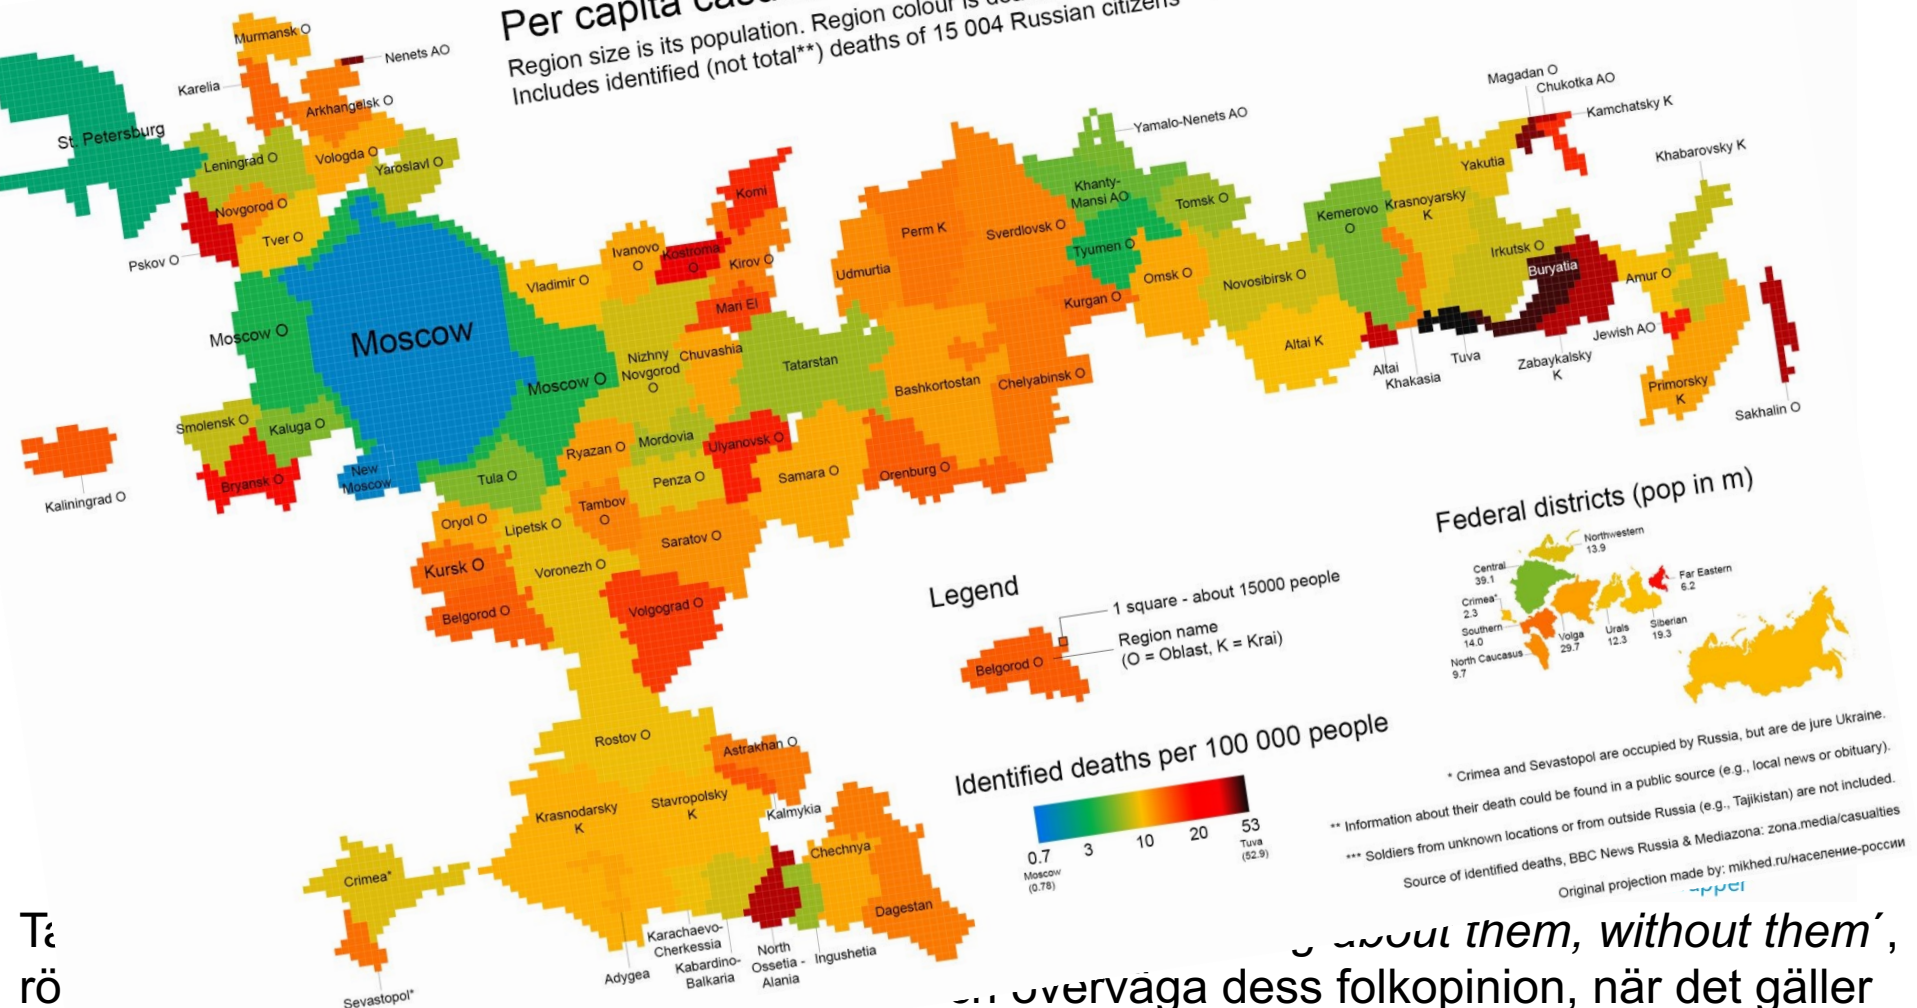 Per capita
Region size is its population. Region colour is
Includes identified (not total**) deaths of 15 004 Russian citizens
Murmansk O
Nenets AO
Karelia
Arkhangelsk O
St. Petersburg
Leningrad O
Vologda O
Yaroslavl O
Novgorod O
Tver O
Pskov O
Komi
Ivanovo
O
Kostroma
O
Kirov O
Vladimir O
Mari El
Moscow O
Moscow
Moscow O
Nizhny
Novgorod
O
Chuvashia
Tatarstan
Udmurtia
Perm K
Sverdlovsk O
Bashkortostan
Chelyabinsk O
Kurgan O
Yamalo-Nenets AO
Khanty-
Mansi AO
Tyumen O
Tomsk O
Omsk O
Novosibirsk O
Altai K
Kemerovo
O
Krasnoyarsky
K
Yakutia
Magadan O
Chukotka AO
Kamchatsky K
Khabarovsky K
Irkutsk O
Buryatia
Amur O
Jewish AO
Altai
Khakasia
Tuva
Zabaykalsky
K
Primorsky
K
Sakhalin O
Smolensk O
Kaluga O
Bryansk O
New
Moscow
Kaliningrad O
Tula O
Ryazan O
Mordovia
Ulyanovsk O
Penza O
Samara O
Orenburg O
Oryol O
Lipetsk O
Tambov
O
Saratov O
Kursk O
Voronezh O
Belgorod O
Volgograd O
Rostov O
Astrakhan O
Kalmykia
Krasnodarsky
K
Stavropolsky
K
Chechnya
Dagestan
Crimea*
Sevastopol*
Adygea
Karachaevo-
Cherkessia
Kabardino-
Balkaria
North
Ossetia -
Alania
Ingushetia
Legend
1 square - about 15000 people
Region name
(O = Oblast, K = Krai)
Belgorod O
Identified deaths per 100 000 people
0.7
Moscow
(0.78)
3
10
20
53
Tuva
(52.9)
Federal districts (pop in m)
Northwestern
13.9
Central
39.1
Far Eastern
6.2
Crimea*
2.3
Southern
14.0
Volga
29.7
Urals
12.3
Siberian
19.3
North Caucasus
9.7
* Crimea and Sevastopol are occupied by Russia, but are de jure Ukraine.
** Information about their death could be found in a public source (e.g., local news or obituary).
*** Soldiers from unknown locations or from outside Russia (e.g., Tajikistan) are not included.
Source of identified deaths, BBC News Russia & Mediazona: zona.media/casualties
Original projection made by: mikhed.ru/население-россии
about them, without them´,
rö
överväga dess folkopinion, när det gäller